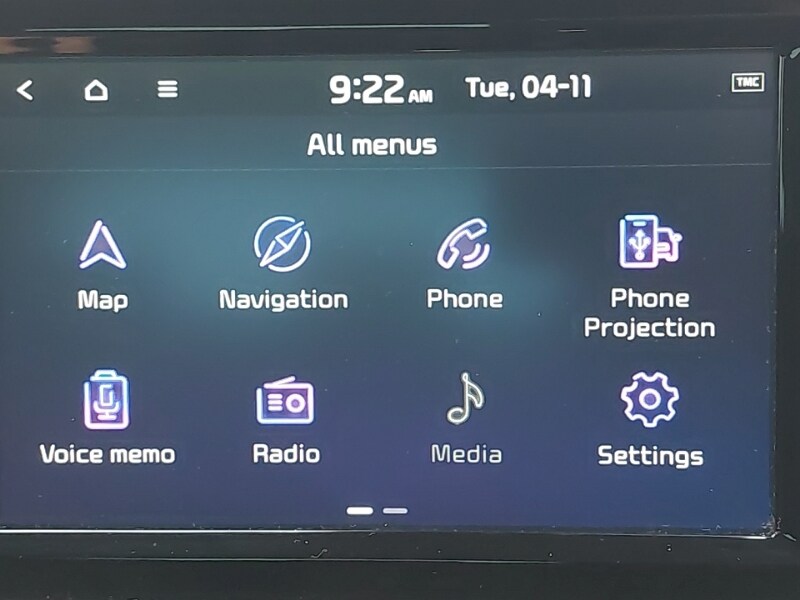 9:22 AM Tue, 04-11 TMC
All menus
Map Navigation Phone Phone Projection
Voice memo Radio Media Settings